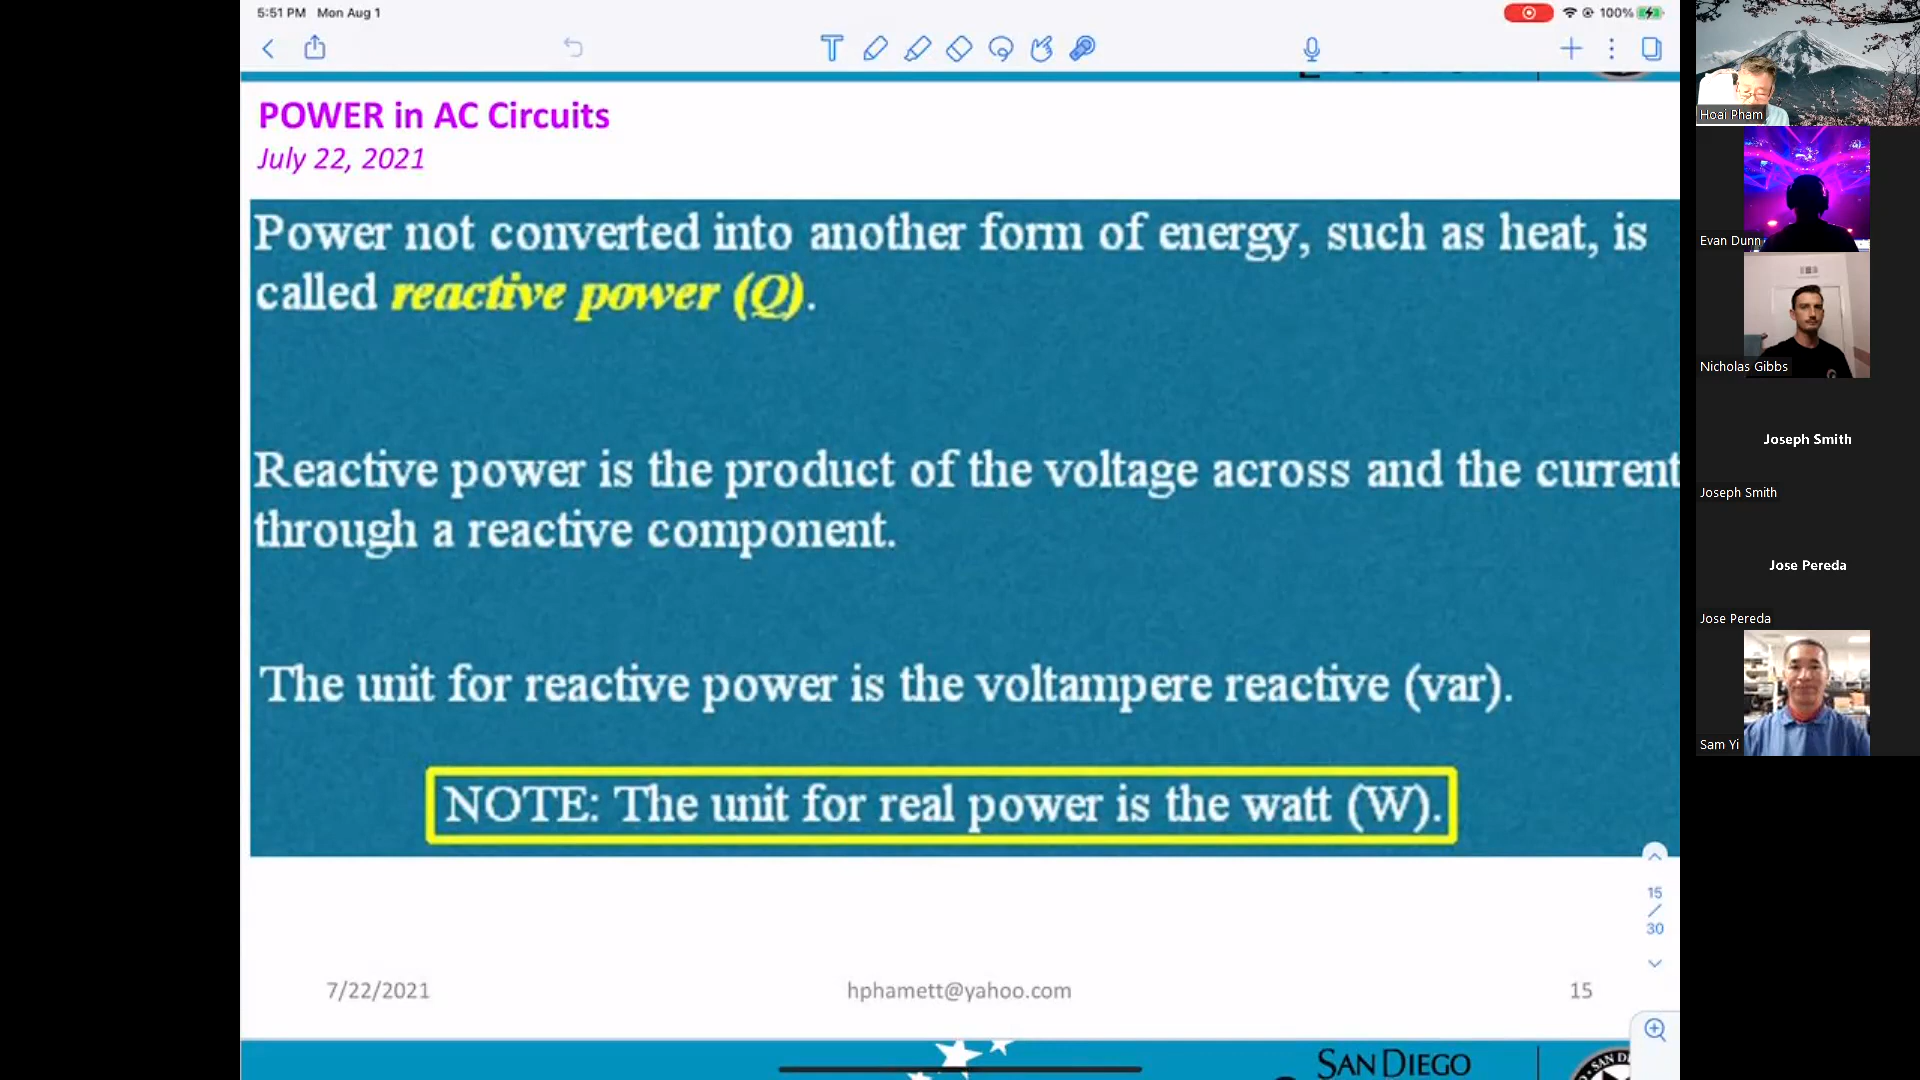 5:51 PM Mon Aug 1
100%
POWER in AC Circuits
July 22, 2021
Power not converted into another form of energy, such as heat, is
called reactive power (Q).
Reactive power is the product of the voltage across and the current
through a reactive component.
The unit for reactive power is the voltampere reactive (var).
NOTE: The unit for real power is the watt (W).
15
/
30
7/22/2021
hphamett@yahoo.com
15
SAN DIEGO
Hoai Pham
Evan Dunn
Nicholas Gibbs
Joseph Smith
Joseph Smith
Jose Pereda
Jose Pereda
Sam Yi